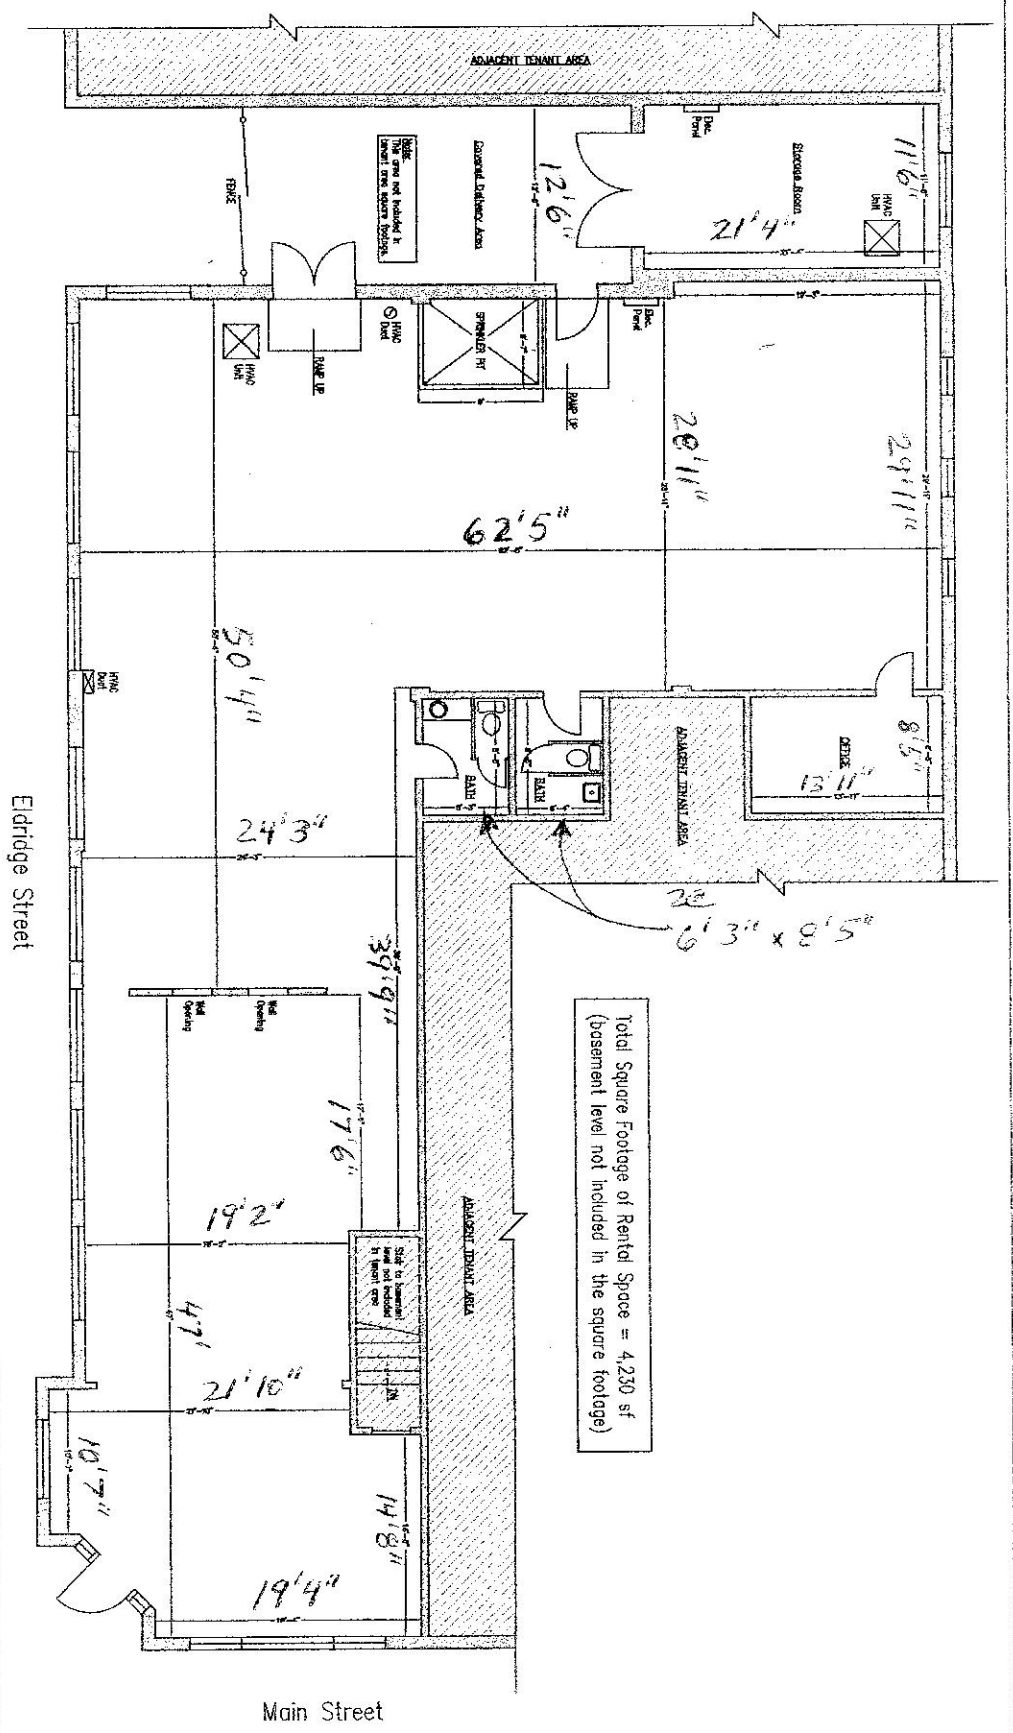 ADJACENT TENANT AREA
Elec.
Panel
Storage Room
11'6"
HVAC
Unit
21'4"
Covered Delivery Area
12'6"
Note:
This area not included in
tenant area square footage.
FENCE
HVAC
Unit
RAMP UP
HVAC
Duct
SPRINKLER PIT
RAMP UP
Elec.
Panel
28'11"
29'11"
62'5"
50'4"
HVAC
Duct
BATH
BATH
ADJACENT TENANT AREA
OFFICE
8'5"
13'11"
24'3"
6'3" x 8'5"
39'9"
Wall
Opening
Wall
Opening
17'6"
19'2"
47'
Stair to basement
level not included
in tenant area
DN
21'10"
10'7"
14'8"
19'4"
ADJACENT TENANT AREA
Total Square Footage of Rental Space = 4,230 sf
(basement level not included in the square footage)
Eldridge Street
Main Street